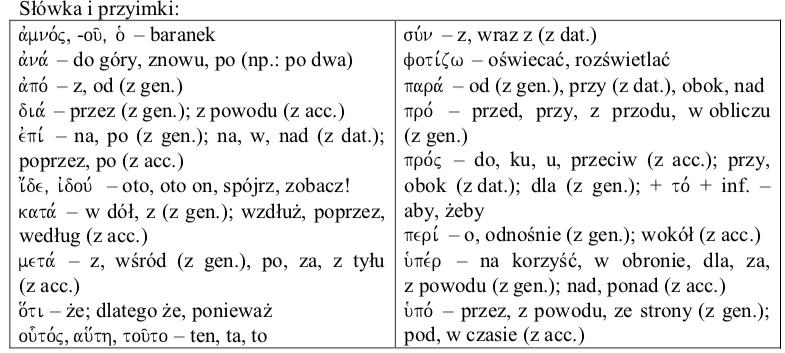 Słówka i przyimki:
ἀμνός, -οῦ, ὁ – baranek
ἀνά – do góry, znowu, po (np.: po dwa)
ἀπό – z, od (z gen.)
διά – przez (z gen.); z powodu (z acc.)
ἐπί – na, po (z gen.); na, w, nad (z dat.);
poprzez, po (z acc.)
ἴδε, ἰδού – oto, oto on, spójrz, zobacz!
κατά – w dół, z (z gen.); wzdłuż, poprzez,
według (z acc.)
μετά – z, wśród (z gen.), po, za, z tyłu
(z acc.)
ὅτι – że; dlatego że, ponieważ
οὗτός, αὕτη, τοῦτο – ten, ta, to
σύν – z, wraz z (z dat.)
φοτίζω – oświecać, rozświetlać
παρά – od (z gen.), przy (z dat.), obok, nad
πρό – przed, przy, z przodu, w obliczu
(z gen.)
πρός – do, ku, u, przeciw (z acc.); przy,
obok (z dat.); dla (z gen.); + τό + inf. –
aby, żeby
περί – o, odnośnie (z gen.); wokół (z acc.)
ὑπέρ – na korzyść, w obronie, dla, za,
z powodu (z gen.); nad, ponad (z acc.)
ὑπό – przez, z powodu, ze strony (z gen.);
pod, w czasie (z acc.)